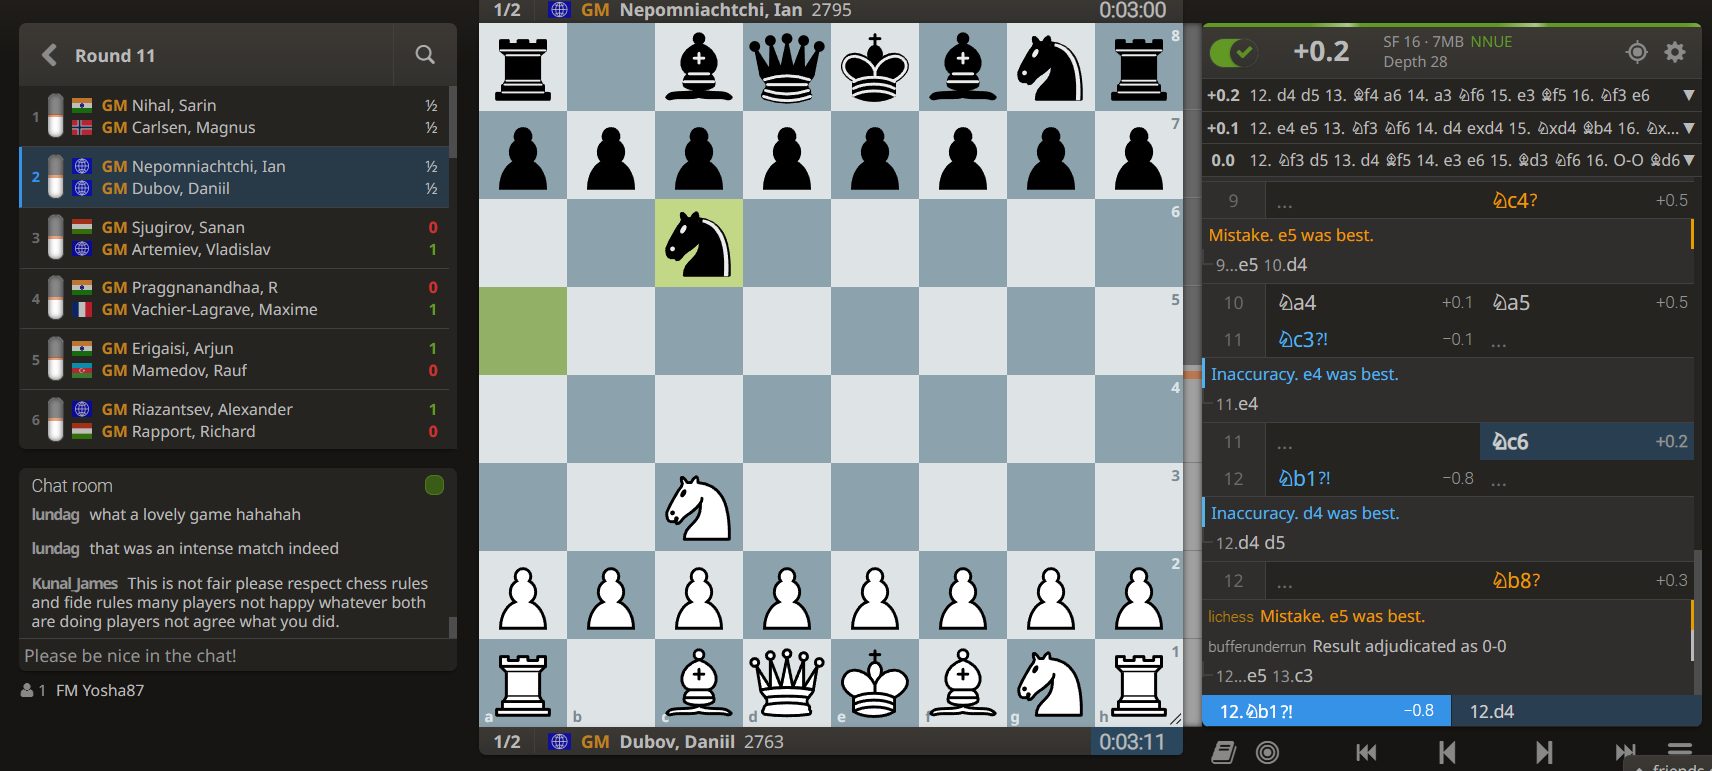 Round 11
1
GM Nihal, Sarin ½
GM Carlsen, Magnus ½
2
GM Nepomniachtchi, Ian ½
GM Dubov, Daniil ½
3
GM Sjugirov, Sanan 0
GM Artemiev, Vladislav 1
4
GM Praggnanandhaa, R 0
GM Vachier-Lagrave, Maxime 1
5
GM Erigaisi, Arjun 1
GM Mamedov, Rauf 0
6
GM Riazantsev, Alexander 1
GM Rapport, Richard 0
Chat room
lundag what a lovely game hahahah
lundag that was an intense match indeed
Kunal_James This is not fair please respect chess rules
and fide rules many players not happy whatever both
are doing players not agree what you did.
Please be nice in the chat!
1 FM Yosha87
1/2 GM Nepomniachtchi, Ian 2795 0:03:00
8
7
6
5
4
3
2
1
a b c d e f g h
1/2 GM Dubov, Daniil 2763 0:03:11
+0.2 SF 16 · 7MB NNUE
Depth 28
+0.2 12. d4 d5 13. ♗f4 a6 14. a3 ♘f6 15. e3 ♗f5 16. ♘f3 e6
+0.1 12. e4 e5 13. ♘f3 ♘f6 14. d4 exd4 15. ♘xd4 ♗b4 16. ♘x...
0.0 12. ♘f3 d5 13. d4 ♗f5 14. e3 e6 15. ♗d3 ♘f6 16. O-O ♗d6
9 ... ♘c4? +0.5
Mistake. e5 was best.
9...e5 10.d4
10 ♘a4 +0.1 ♘a5 +0.5
11 ♘c3?! −0.1 ...
Inaccuracy. e4 was best.
11.e4
11 ... ♘c6 +0.2
12 ♘b1?! −0.8 ...
Inaccuracy. d4 was best.
12.d4 d5
12 ... ♘b8? +0.3
lichess Mistake. e5 was best.
bufferunderrun Result adjudicated as 0-0
12...e5 13.c3
12.♘b1?! −0.8 12.d4